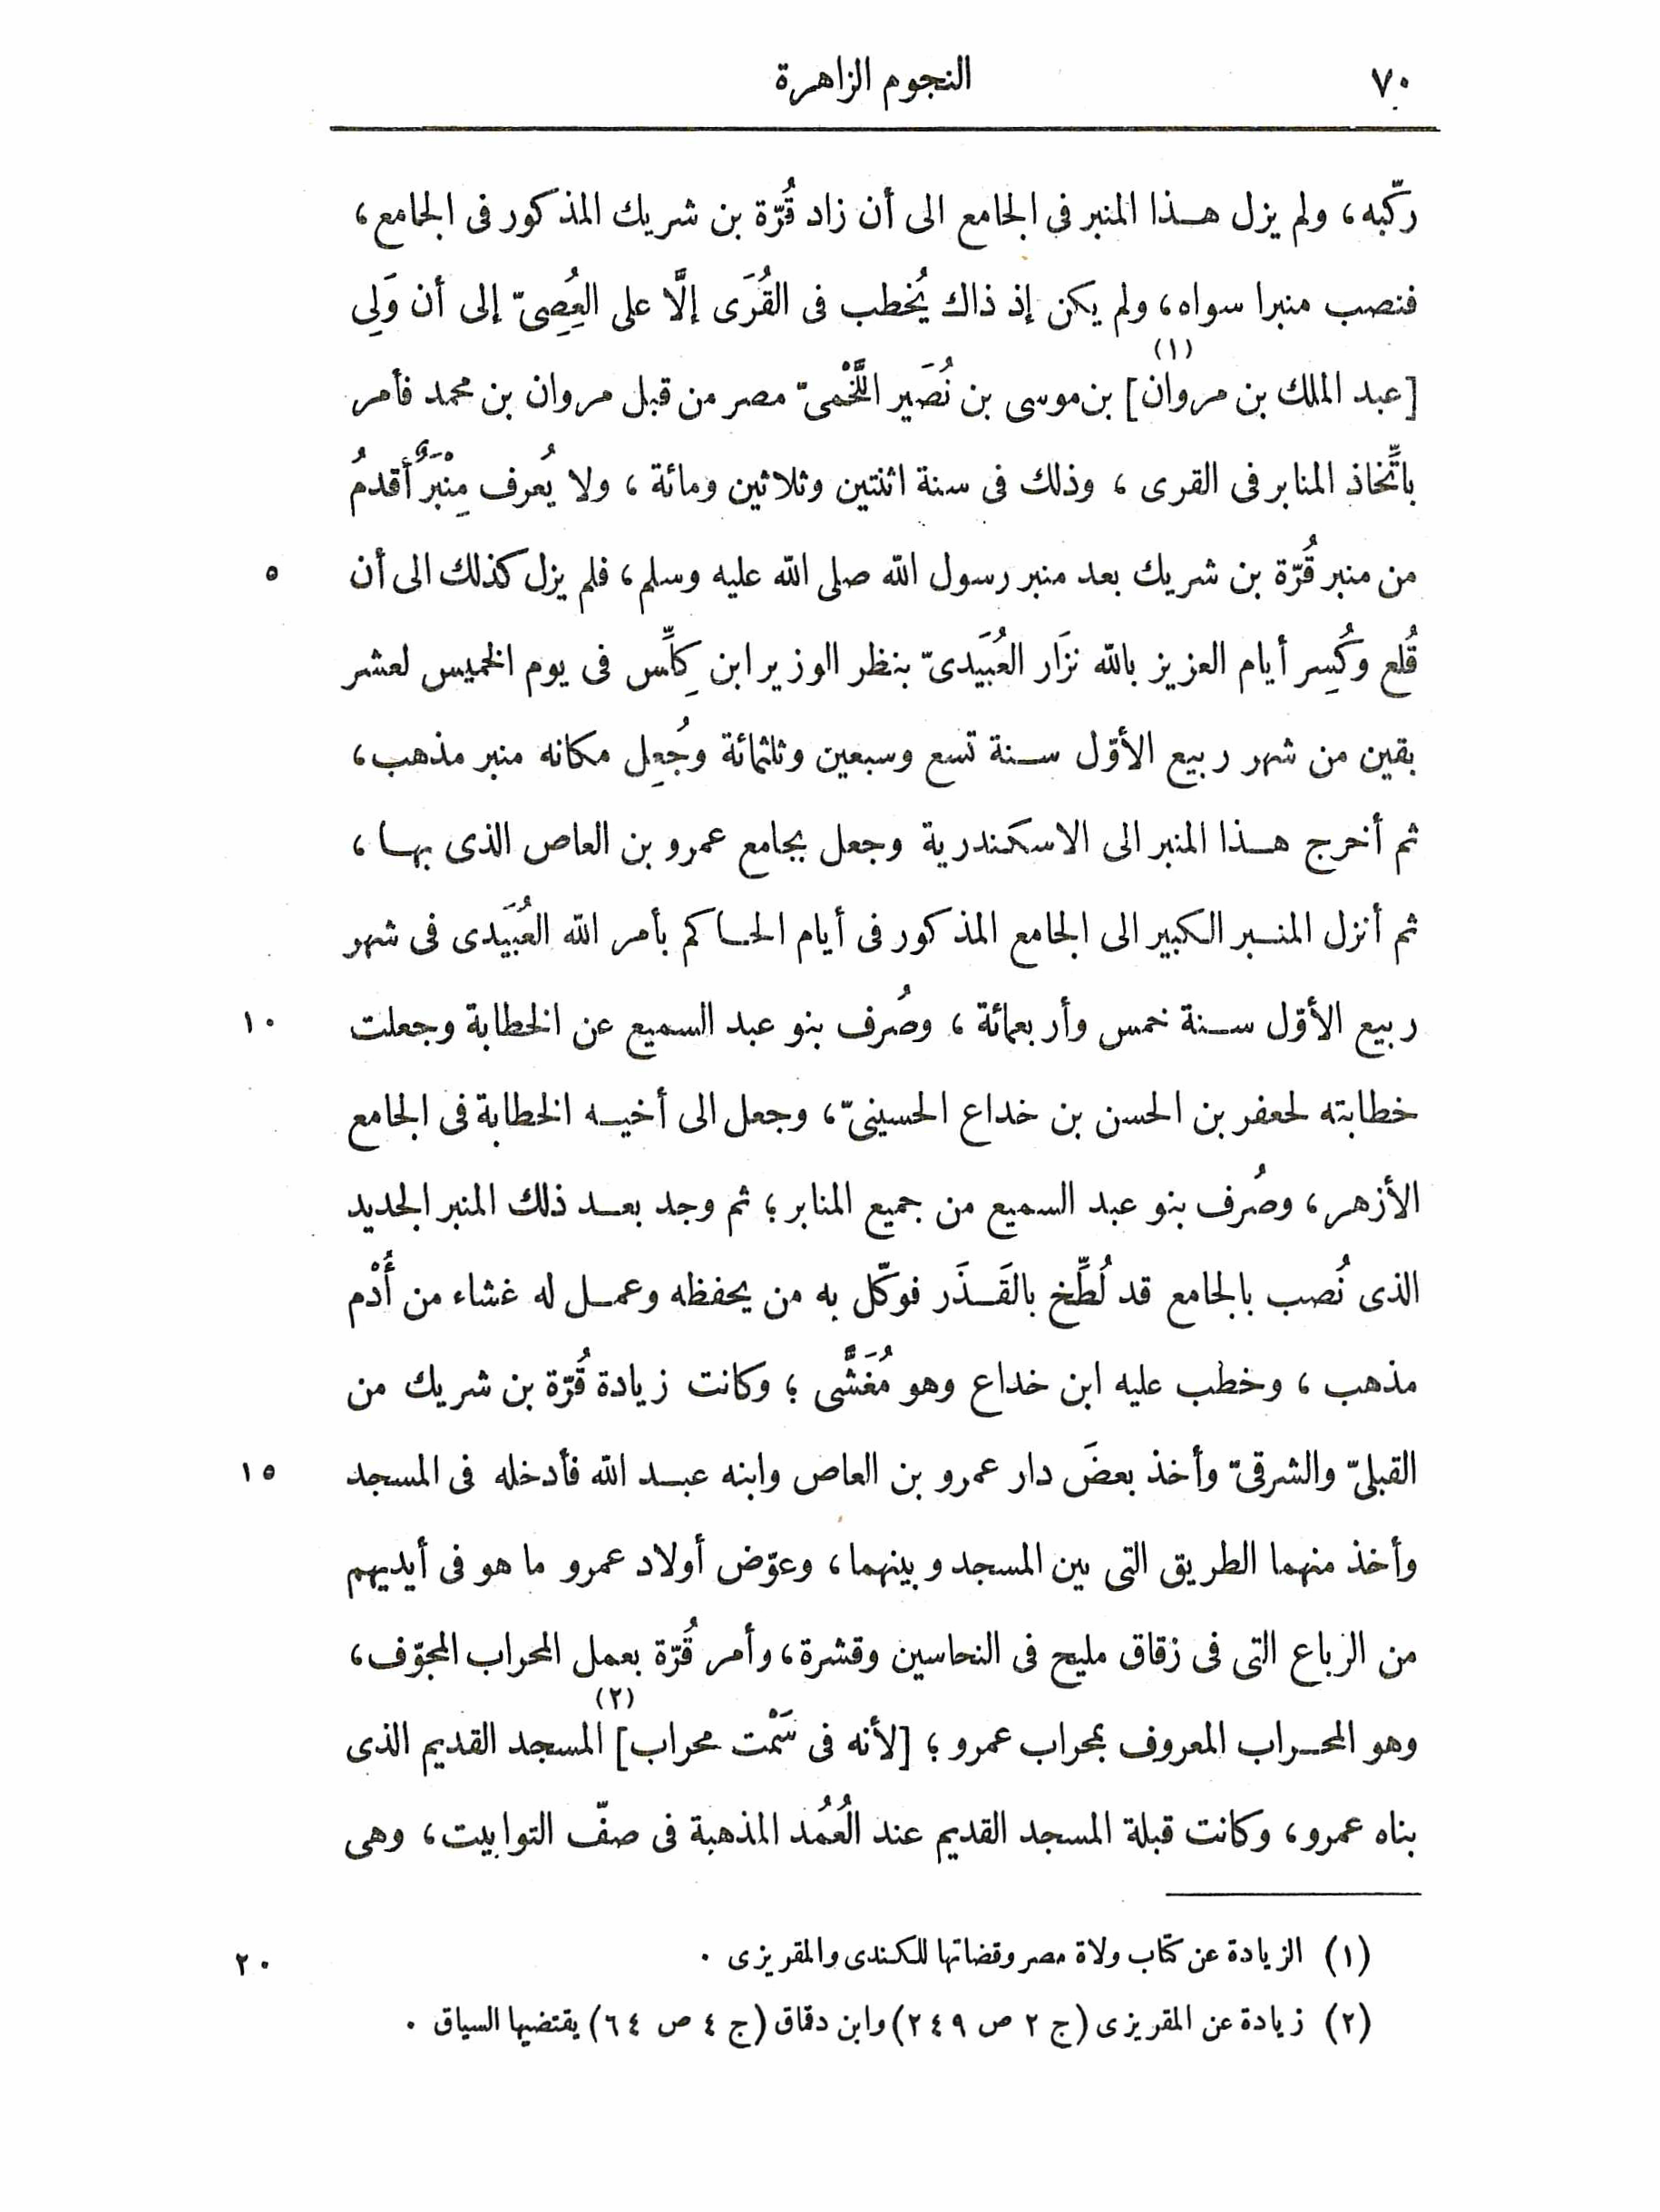 ٧٠ النجوم الزاهرة
ركّبه، ولم يزل هذا المنبر فى الجامع الى أن زاد قُرّة بن شريك المذكور فى الجامع،
فنصب منبرا سواه، ولم يكن إذ ذاك يُخطب فى القُرَى إلَّا على العُصِىّ إلى أن وَلِى
[عبد الملك بن مروان](١) بن موسى بن نُصَير اللَّخْمىّ مصر من قبل مروان بن محمد فأمر
باتِّخاذ المنابر فى القرى، وذلك فى سنة اثنتين وثلاثين ومائة، ولا يُعرف مِنْبَرٌ أقدمُ
من منبر قُرّة بن شريك بعد منبر رسول الله صلى الله عليه وسلم، فلم يزل كذلك الى أن ٥
قُلع وكُسِر أيام العزيز بالله نزَار العُبَيدىّ بنظر الوزير ابن كِلِّس فى يوم الخميس لعشر
بقين من شهر ربيع الأوّل سنة تسع وسبعين وثلثمائة وجُعِل مكانه منبر مذهب،
ثم أخرج هذا المنبر الى الاسكندرية وجعل بجامع عمرو بن العاص الذى بها،
ثم أنزل المنبر الكبير الى الجامع المذكور فى أيام الحاكم بأمر الله العُبَيدى فى شهر
ربيع الأوّل سنة خمس وأربعمائة، وصُرف بنو عبد السميع عن الخطابة وجعلت ١٠
خطابته لجعفر بن الحسن بن خداع الحسينىّ، وجعل الى أخيه الخطابة فى الجامع
الأزهر، وصُرف بنو عبد السميع من جميع المنابر؛ ثم وجد بعد ذلك المنبر الجديد
الذى نُصب بالجامع قد لُطِّخ بالقَذَر فوكّل به من يحفظه وعمل له غشاء من أُدْم
مذهب، وخطب عليه ابن خداع وهو مُغَشًّى؛ وكانت زيادة قُرّة بن شريك من
القبلىّ والشرقىّ وأخذ بعضَ دار عمرو بن العاص وابنه عبد الله فأدخله فى المسجد ١٥
وأخذ منهما الطريق التى بين المسجد وبينهما، وعوّض أولاد عمرو ما هو فى أيديهم
من الرباع التى فى زقاق مليح فى النحاسين وقشرة، وأمر قُرّة بعمل المحراب المجوّف،
وهو المحراب المعروف بمحراب عمرو؛ [لأنه فى سَمْت محراب](٢) المسجد القديم الذى
بناه عمرو، وكانت قبلة المسجد القديم عند العُمُد المذهبة فى صفّ التوابيت، وهى
(١) الزيادة عن كتاب ولاة مصر وقضاتها للكندى والمقريزى . ٢٠
(٢) زيادة عن المقريزى (ج ٢ ص ٢٤٩) وابن دقاق (ج ٤ ص ٦٤) يقتضيها السياق .